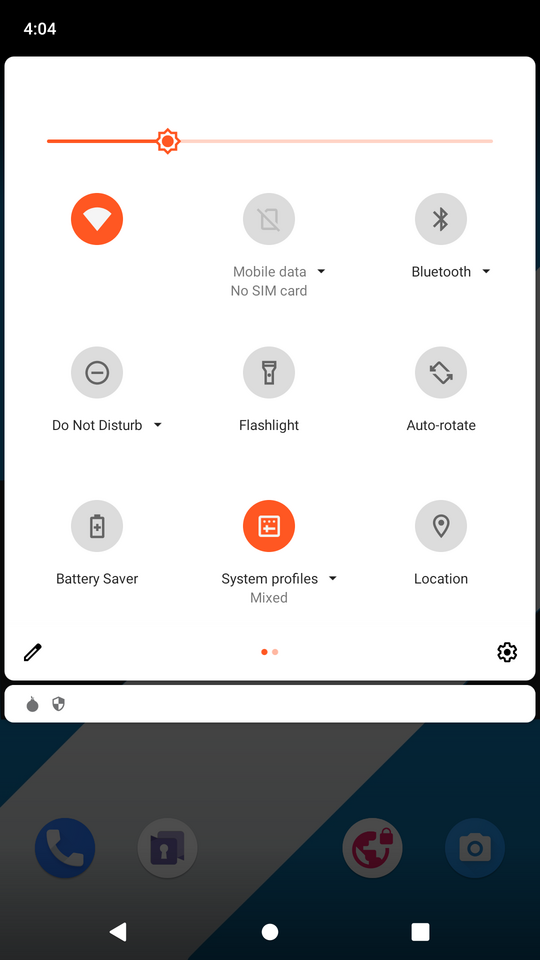 4:04
Mobile data
No SIM card
Bluetooth
Do Not Disturb
Flashlight
Auto-rotate
Battery Saver
System profiles
Mixed
Location